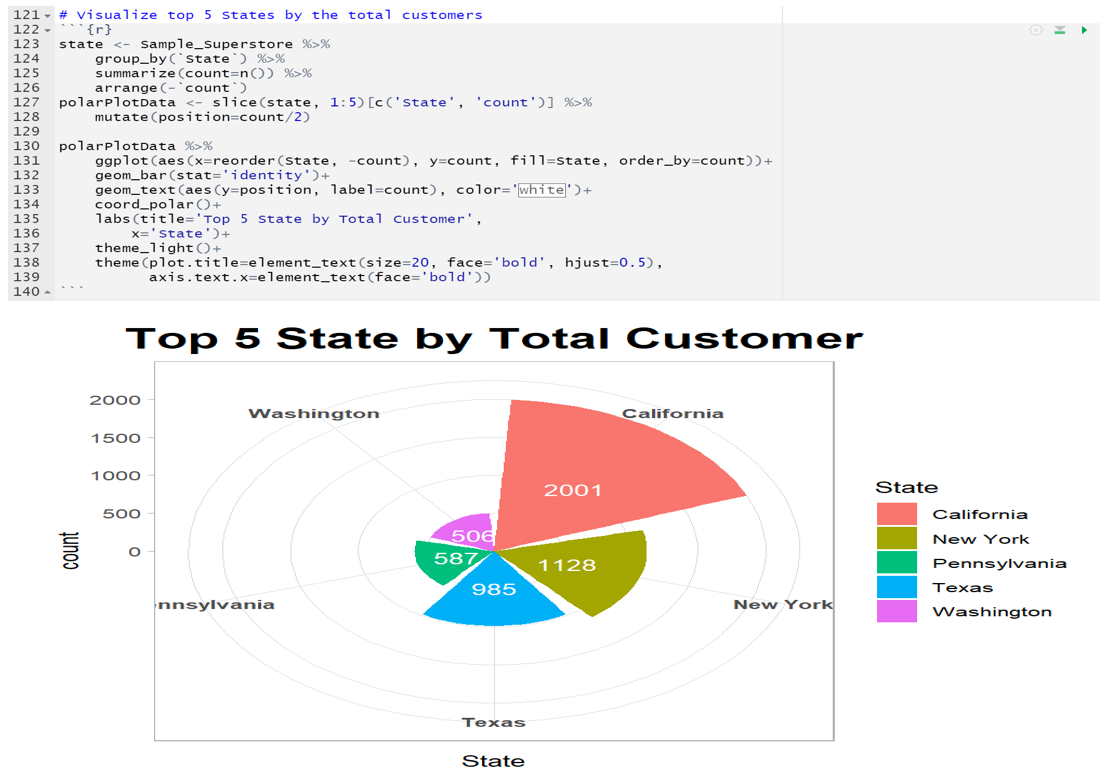 121 # Visualize top 5 States by the total customers
122 ```{r}
123 state <- Sample_Superstore %>%
124     group_by(`State`) %>%
125     summarize(count=n()) %>%
126     arrange(-`count`)
127 polarPlotData <- slice(state, 1:5)[c('State', 'count')] %>%
128     mutate(position=count/2)
129
130 polarPlotData %>%
131     ggplot(aes(x=reorder(State, -count), y=count, fill=State, order_by=count))+
132     geom_bar(stat='identity')+
133     geom_text(aes(y=position, label=count), color='white')+
134     coord_polar()+
135     labs(title='Top 5 State by Total Customer',
136         x='State')+
137     theme_light()+
138     theme(plot.title=element_text(size=20, face='bold', hjust=0.5),
139           axis.text.x=element_text(face='bold'))
140 ```
Top 5 State by Total Customer
2000
1500
1000
500
0
count
Washington
California
2001
506
587
1128
985
nnsylvania
New York
Texas
State
State
California
New York
Pennsylvania
Texas
Washington